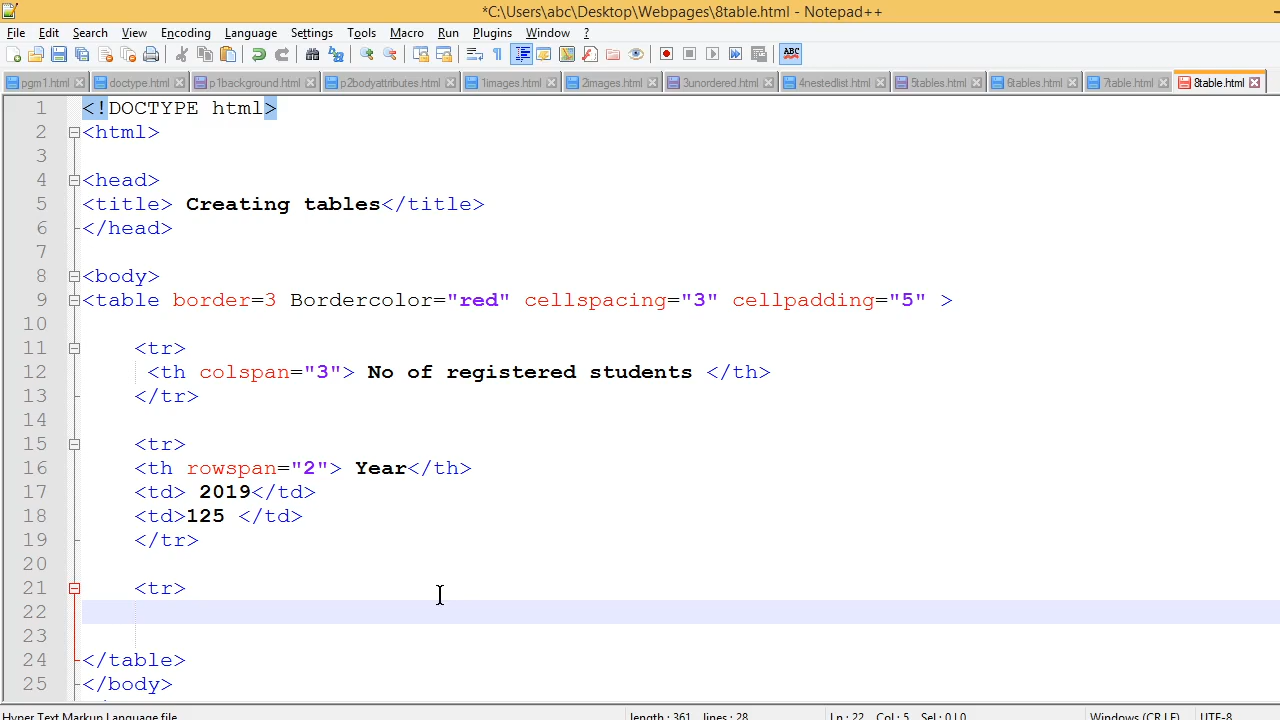 *C:\Users\abc\Desktop\Webpages\8table.html - Notepad++
File Edit Search View Encoding Language Settings Tools Macro Run Plugins Window ?
ABC
pgm1.html doctype.html p1background.html p2bodyattributes.html 1images.html 2images.html 3unordered.html 4nestedlist.html 5tables.html 6tables.html 7table.html 8table.html
1 <!DOCTYPE html>
2 <html>
3
4 <head>
5 <title> Creating tables</title>
6 </head>
7
8 <body>
9 <table border=3 Bordercolor="red" cellspacing="3" cellpadding="5" >
10
11 <tr>
12 <th colspan="3"> No of registered students </th>
13 </tr>
14
15 <tr>
16 <th rowspan="2"> Year</th>
17 <td> 2019</td>
18 <td>125 </td>
19 </tr>
20
21 <tr>
22
23
24 </table>
25 </body>
Hyper Text Markup Language file length : 361 lines : 28 Ln : 22 Col : 5 Sel : 0 | 0 Windows (CR LF) UTF-8